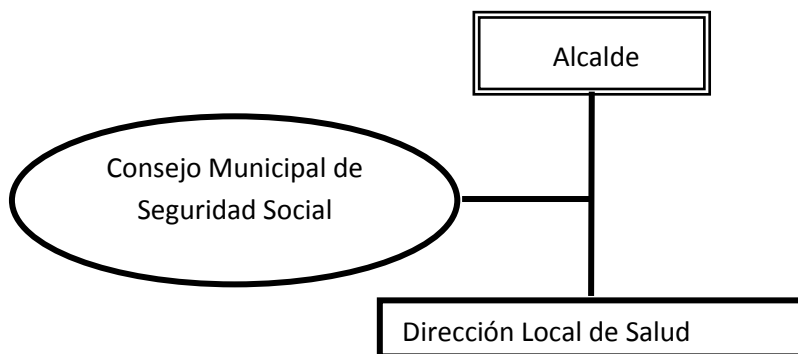 Alcalde
Consejo Municipal de
Seguridad Social
Dirección Local de Salud